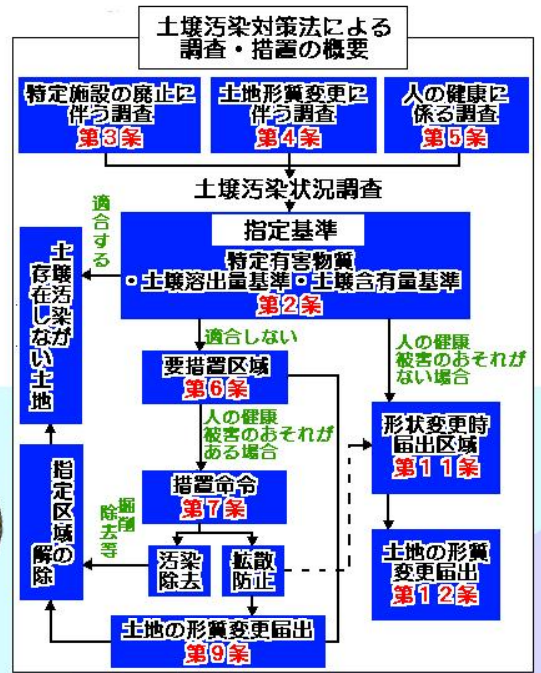 土壌汚染対策法による
調査・措置の概要
特定施設の廃止に
伴う調査
第3条
土地形質変更に
伴う調査
第4条
人の健康に
係る調査
第5条
土壌汚染状況調査
適合する
指定基準
特定有害物質
・土壌溶出量基準・土壌含有量基準
第2条
土壌汚染が
存在しない土地
適合しない
人の健康
被害のおそれが
ない場合
要措置区域
第6条
人の健康
被害のおそれが
ある場合
形状変更時
届出区域
第11条
措置命令
第7条
指定区域の
解除
掘削
除去等
汚染
除去
拡散
防止
土地の形質
変更届出
第12条
土地の形質変更届出
第9条